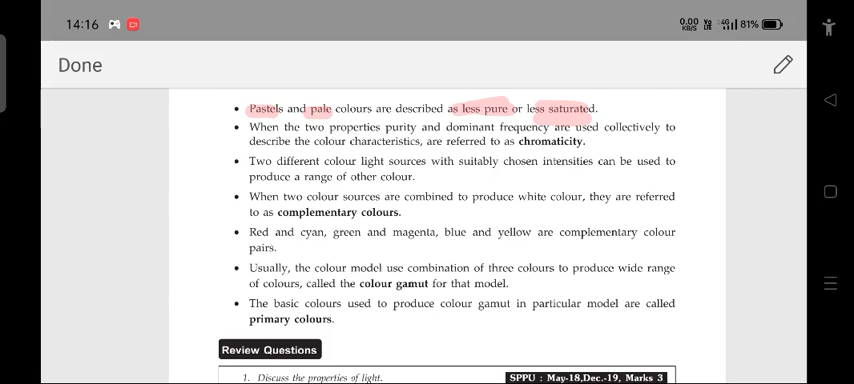 14:16
0.00 KB/S Vo LTE 4G 81%
Done
• Pastels and pale colours are described as less pure or less saturated.
• When the two properties purity and dominant frequency are used collectively to
describe the colour characteristics, are referred to as chromaticity.
• Two different colour light sources with suitably chosen intensities can be used to
produce a range of other colour.
• When two colour sources are combined to produce white colour, they are referred
to as complementary colours.
• Red and cyan, green and magenta, blue and yellow are complementary colour
pairs.
• Usually, the colour model use combination of three colours to produce wide range
of colours, called the colour gamut for that model.
• The basic colours used to produce colour gamut in particular model are called
primary colours.
Review Questions
1. Discuss the properties of light. SPPU : May-18,Dec.-19, Marks 3